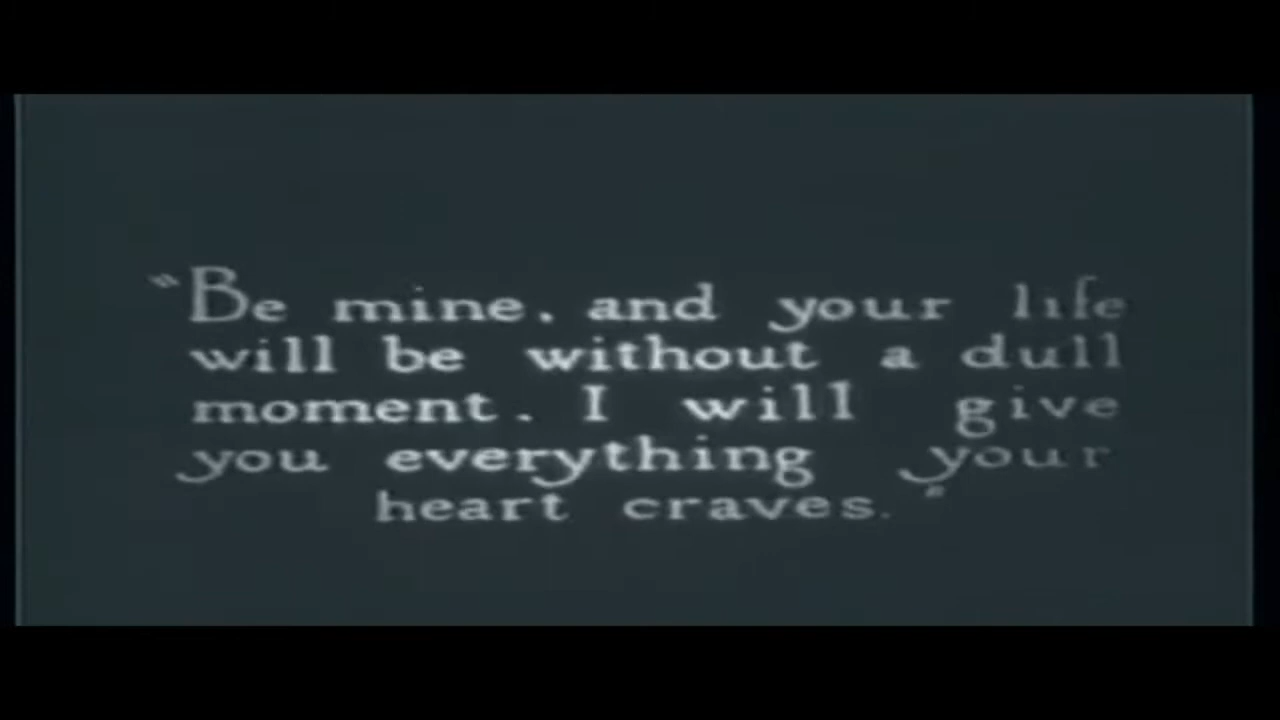 "Be mine, and your life
will be without a dull
moment. I will give
you everything your
heart craves."